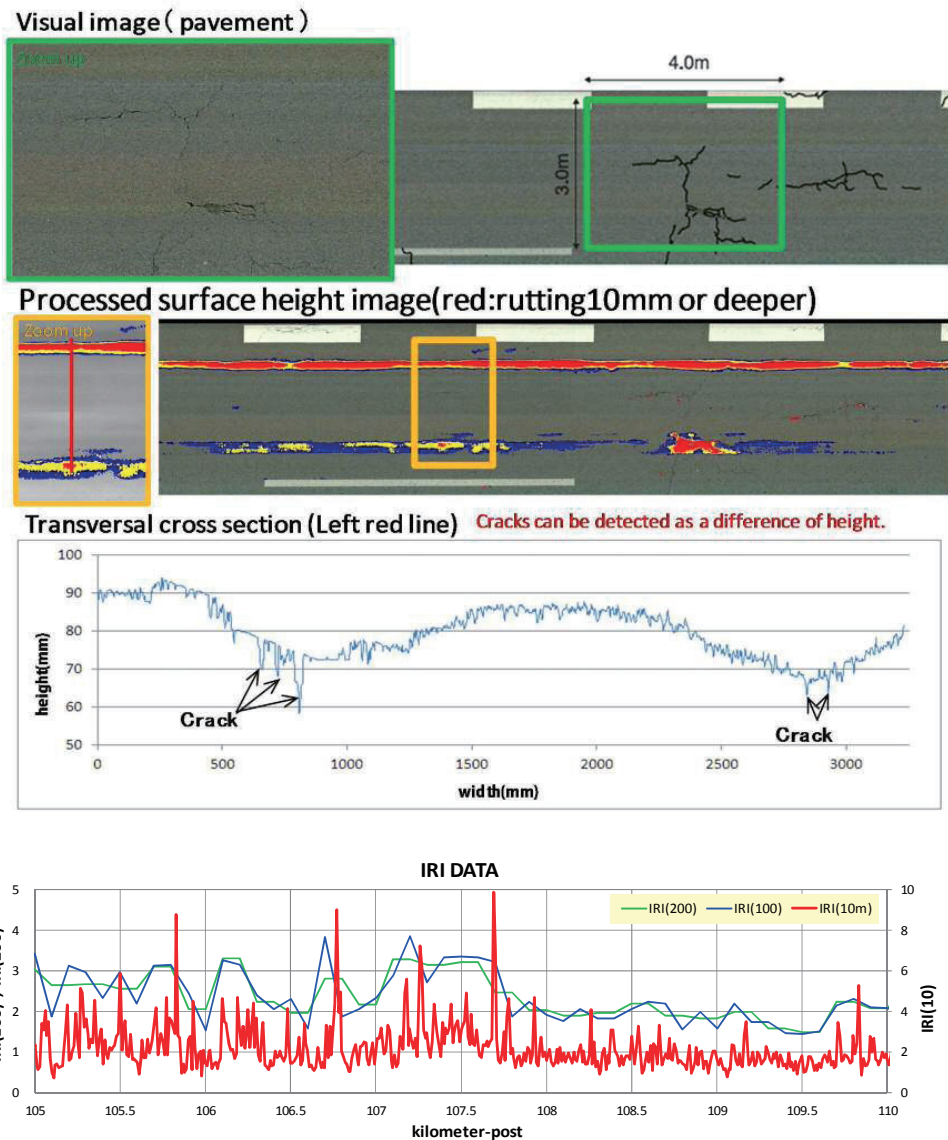 Visual image ( pavement )
Zoom up
4.0m
3.0m
Processed surface height image(red:rutting10mm or deeper)
Zoom up
Transversal cross section (Left red line)
Cracks can be detected as a difference of height.
100
90
80
70
60
50
height(mm)
Crack
Crack
0 500 1000 1500 2000 2500 3000
width(mm)
IRI DATA
IRI(200) IRI(100) IRI(10m)
5
4
3
2
1
0
10
8
6
4
2
0
IRI(10)
105 105.5 106 106.5 107 107.5 108 108.5 109 109.5 110
kilometer-post